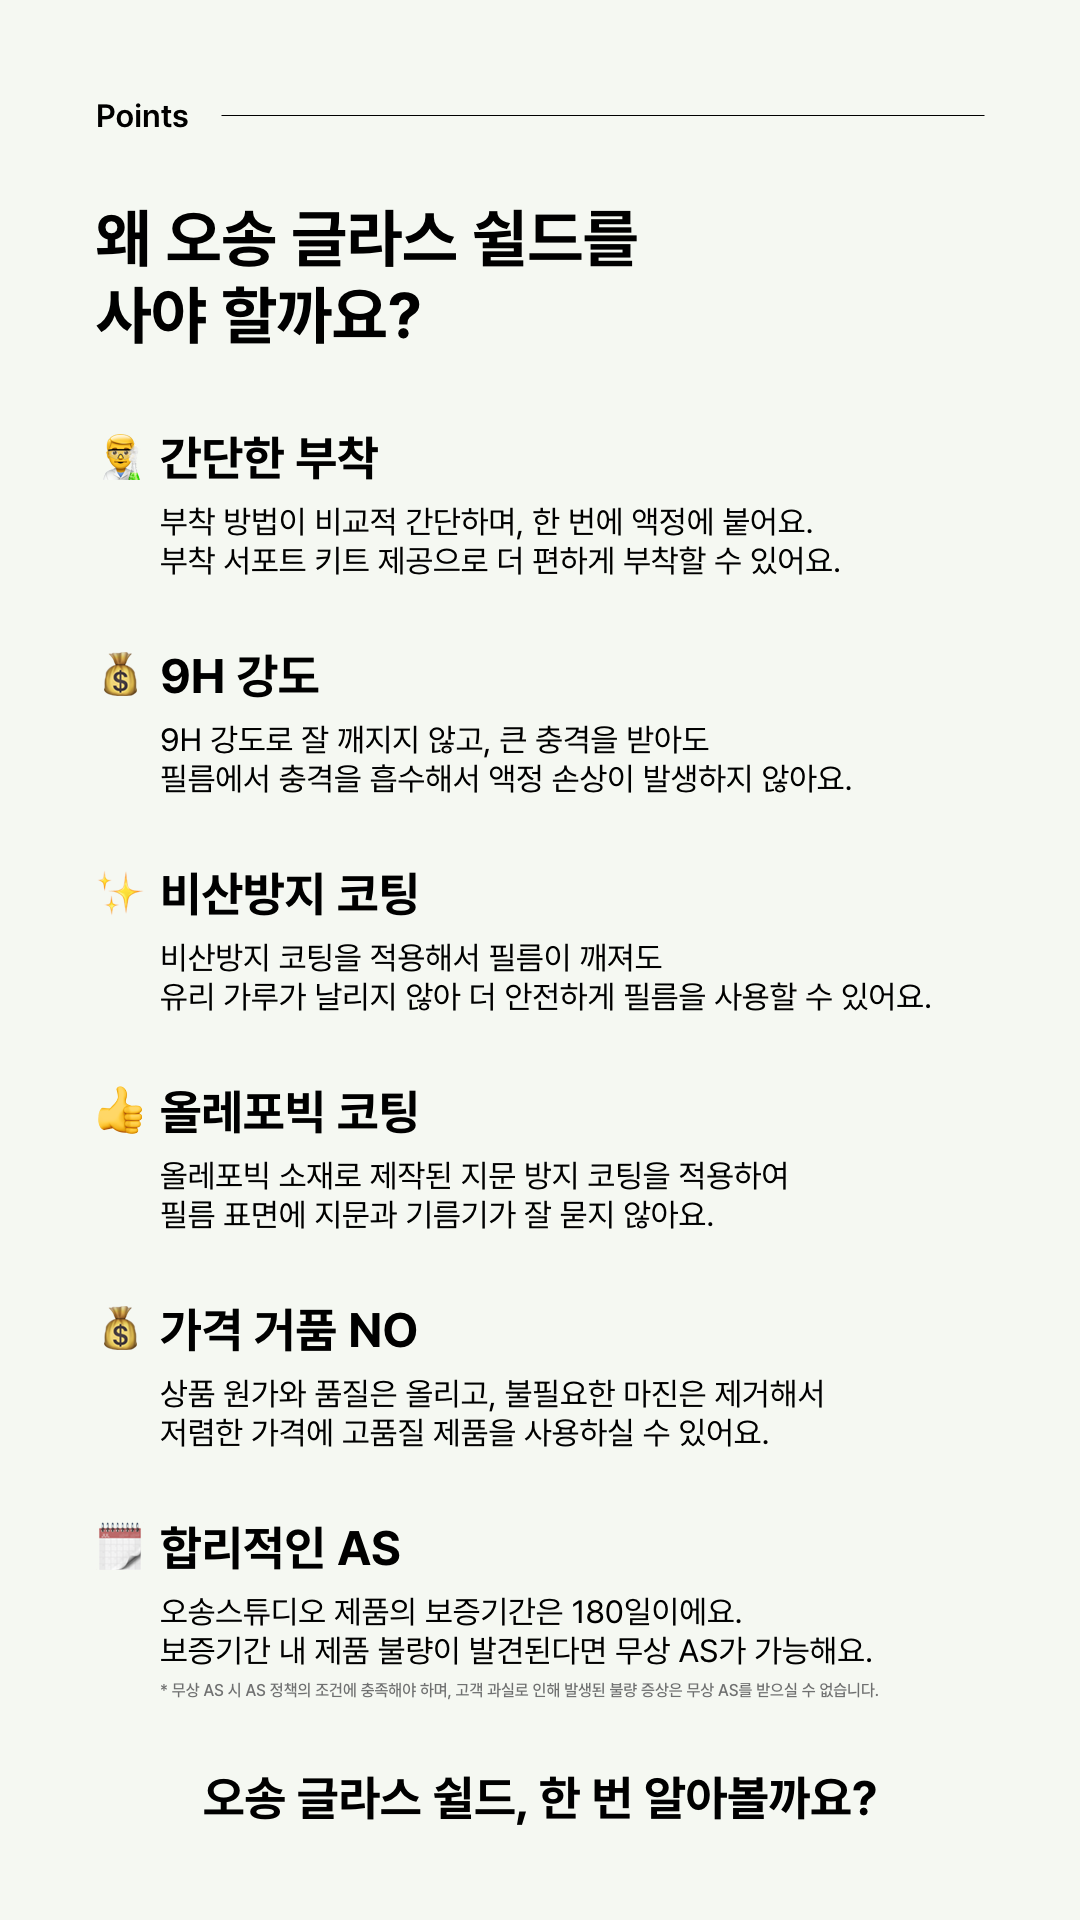 Points
왜 오송 글라스 쉴드를
사야 할까요?
간단한 부착
부착 방법이 비교적 간단하며, 한 번에 액정에 붙어요.
부착 서포트 키트 제공으로 더 편하게 부착할 수 있어요.
9H 강도
9H 강도로 잘 깨지지 않고, 큰 충격을 받아도
필름에서 충격을 흡수해서 액정 손상이 발생하지 않아요.
비산방지 코팅
비산방지 코팅을 적용해서 필름이 깨져도
유리 가루가 날리지 않아 더 안전하게 필름을 사용할 수 있어요.
올레포빅 코팅
올레포빅 소재로 제작된 지문 방지 코팅을 적용하여
필름 표면에 지문과 기름기가 잘 묻지 않아요.
가격 거품 NO
상품 원가와 품질은 올리고, 불필요한 마진은 제거해서
저렴한 가격에 고품질 제품을 사용하실 수 있어요.
합리적인 AS
오송스튜디오 제품의 보증기간은 180일이에요.
보증기간 내 제품 불량이 발견된다면 무상 AS가 가능해요.
* 무상 AS 시 AS 정책의 조건에 충족해야 하며, 고객 과실로 인해 발생된 불량 증상은 무상 AS를 받으실 수 없습니다.
오송 글라스 쉴드, 한 번 알아볼까요?